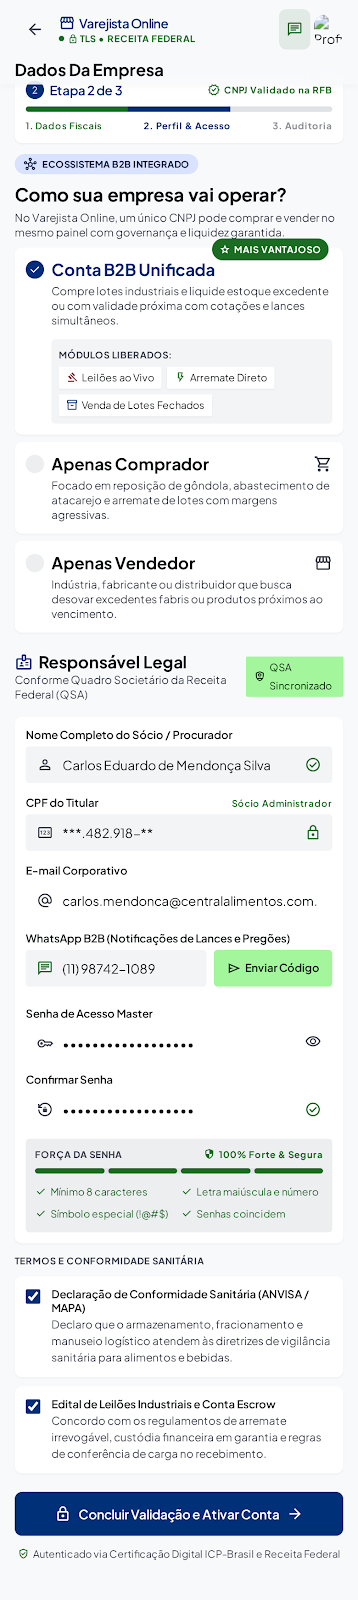 Varejista Online
TLS • RECEITA FEDERAL
Prof
Dados Da Empresa
2 Etapa 2 de 3
CNPJ Validado na RFB
1. Dados Fiscais
2. Perfil & Acesso
3. Auditoria
ECOSSISTEMA B2B INTEGRADO
Como sua empresa vai operar?
No Varejista Online, um único CNPJ pode comprar e vender no
mesmo painel com governança e liquidez garantida.
MAIS VANTAJOSO
Conta B2B Unificada
Compre lotes industriais e liquide estoque excedente
ou com validade próxima com cotações e lances
simultâneos.
MÓDULOS LIBERADOS:
Leilões ao Vivo
Arremate Direto
Venda de Lotes Fechados
Apenas Comprador
Focado em reposição de gôndola, abastecimento de
atacarejo e arremate de lotes com margens
agressivas.
Apenas Vendedor
Indústria, fabricante ou distribuidor que busca
desovar excedentes fabris ou produtos próximos ao
vencimento.
Responsável Legal
Conforme Quadro Societário da Receita
Federal (QSA)
QSA
Sincronizado
Nome Completo do Sócio / Procurador
Carlos Eduardo de Mendonça Silva
CPF do Titular
Sócio Administrador
123
***.482.918-**
E-mail Corporativo
carlos.mendonca@centralalimentos.com.
WhatsApp B2B (Notificações de Lances e Pregões)
(11) 98742-1089
Enviar Código
Senha de Acesso Master
••••••••••••••••••
Confirmar Senha
••••••••••••••••••
FORÇA DA SENHA
100% Forte & Segura
Mínimo 8 caracteres
Letra maiúscula e número
Símbolo especial (!@#$)
Senhas coincidem
TERMOS E CONFORMIDADE SANITÁRIA
Declaração de Conformidade Sanitária (ANVISA /
MAPA)
Declaro que o armazenamento, fracionamento e
manuseio logístico atendem às diretrizes de vigilância
sanitária para alimentos e bebidas.
Edital de Leilões Industriais e Conta Escrow
Concordo com os regulamentos de arremate
irrevogável, custódia financeira em garantia e regras
de conferência de carga no recebimento.
Concluir Validação e Ativar Conta
Autenticado via Certificação Digital ICP-Brasil e Receita Federal